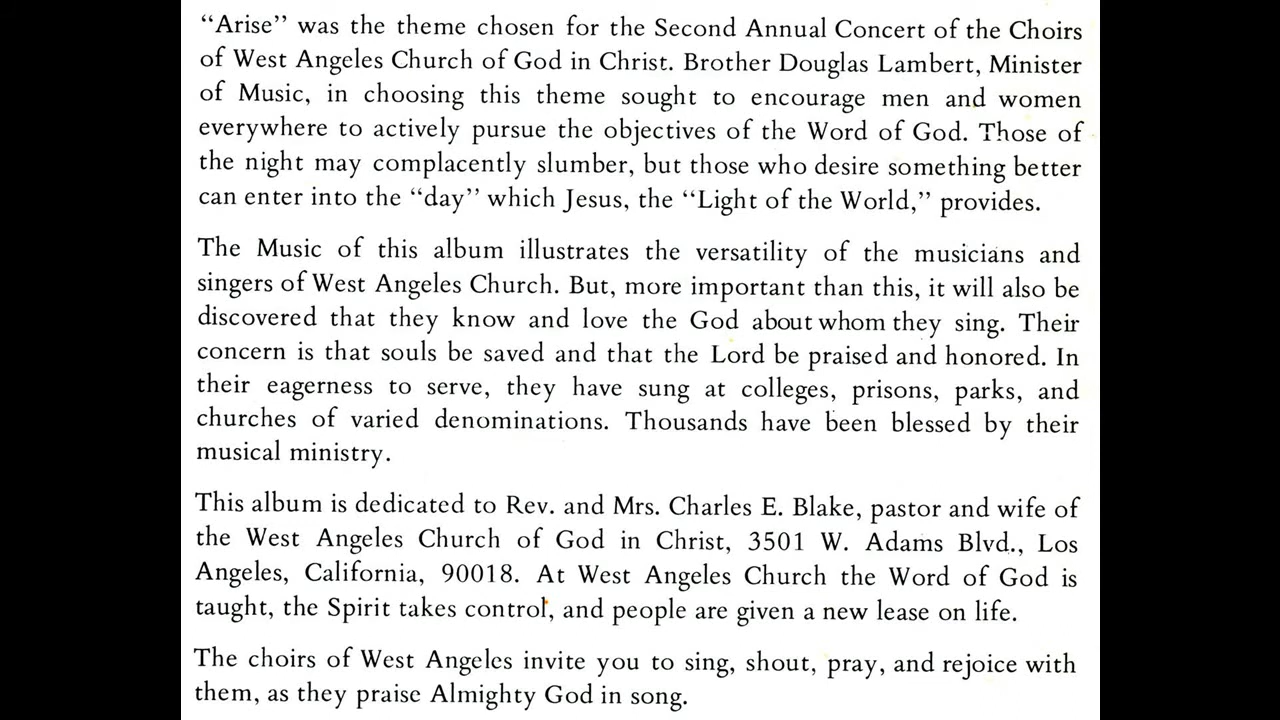 “Arise” was the theme chosen for the Second Annual Concert of the Choirs
of West Angeles Church of God in Christ. Brother Douglas Lambert, Minister
of Music, in choosing this theme sought to encourage men and women
everywhere to actively pursue the objectives of the Word of God. Those of
the night may complacently slumber, but those who desire something better
can enter into the “day” which Jesus, the “Light of the World,” provides.
The Music of this album illustrates the versatility of the musicians and
singers of West Angeles Church. But, more important than this, it will also be
discovered that they know and love the God about whom they sing. Their
concern is that souls be saved and that the Lord be praised and honored. In
their eagerness to serve, they have sung at colleges, prisons, parks, and
churches of varied denominations. Thousands have been blessed by their
musical ministry.
This album is dedicated to Rev. and Mrs. Charles E. Blake, pastor and wife of
the West Angeles Church of God in Christ, 3501 W. Adams Blvd., Los
Angeles, California, 90018. At West Angeles Church the Word of God is
taught, the Spirit takes control, and people are given a new lease on life.
The choirs of West Angeles invite you to sing, shout, pray, and rejoice with
them, as they praise Almighty God in song.